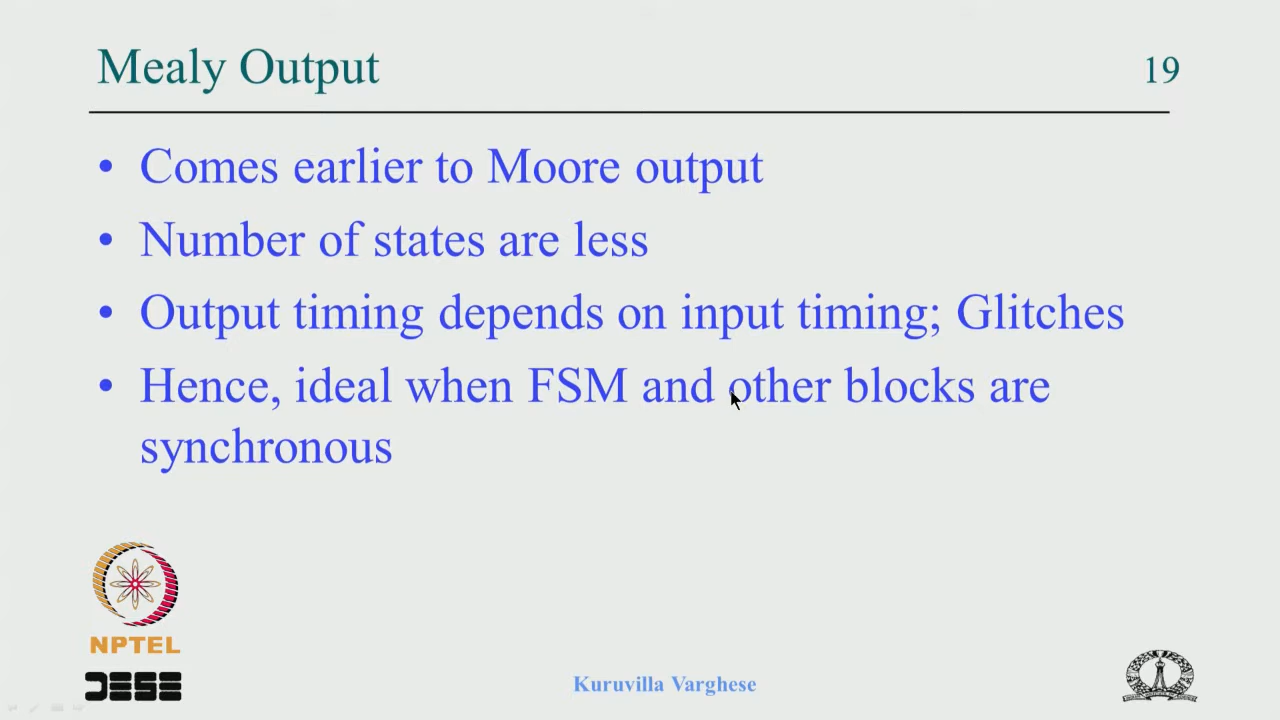 Mealy Output
19
• Comes earlier to Moore output
• Number of states are less
• Output timing depends on input timing; Glitches
• Hence, ideal when FSM and other blocks are
synchronous
NPTEL
DESE
Kuruvilla Varghese